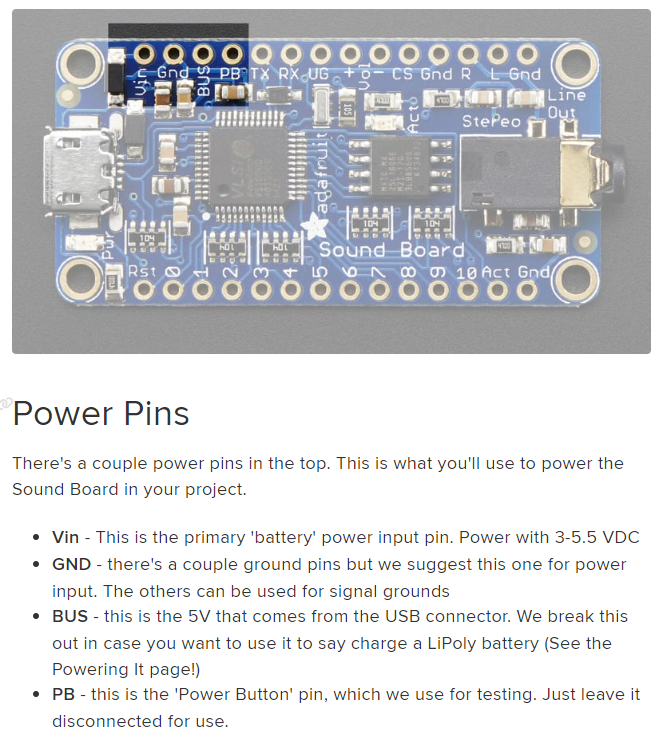 Vin Gnd BUS PB TX RX UG + Vol - CS Gnd R L Gnd
Line
Out
Act
Stereo
adafruit
VLSI
104 104 104 104 104
Sound Board
Pwr
Rst 0 1 2 3 4 5 6 7 8 9 10 Act Gnd
Power Pins
There's a couple power pins in the top. This is what you'll use to power the
Sound Board in your project.
• Vin - This is the primary 'battery' power input pin. Power with 3-5.5 VDC
• GND - there's a couple ground pins but we suggest this one for power
input. The others can be used for signal grounds
• BUS - this is the 5V that comes from the USB connector. We break this
out in case you want to use it to say charge a LiPoly battery (See the
Powering It page!)
• PB - this is the 'Power Button' pin, which we use for testing. Just leave it
disconnected for use.